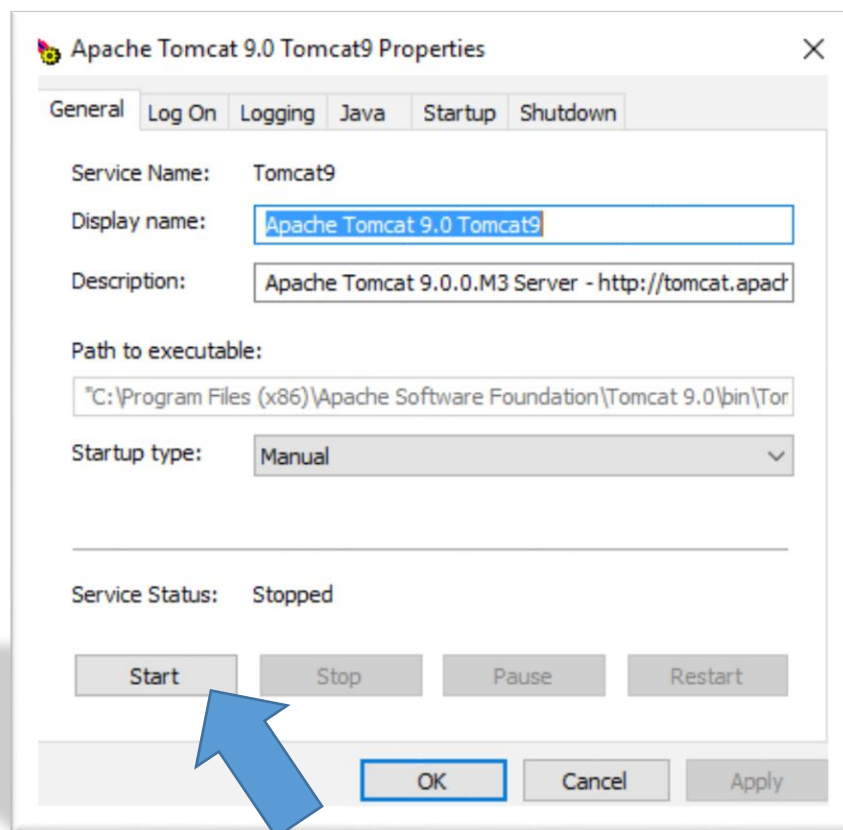 Apache Tomcat 9.0 Tomcat9 Properties
General Log On Logging Java Startup Shutdown
Service Name: Tomcat9
Display name: Apache Tomcat 9.0 Tomcat9
Description: Apache Tomcat 9.0.0.M3 Server - http://tomcat.apach
Path to executable:
"C:\Program Files (x86)\Apache Software Foundation\Tomcat 9.0\bin\Tor
Startup type: Manual
Service Status: Stopped
Start Stop Pause Restart
OK Cancel Apply